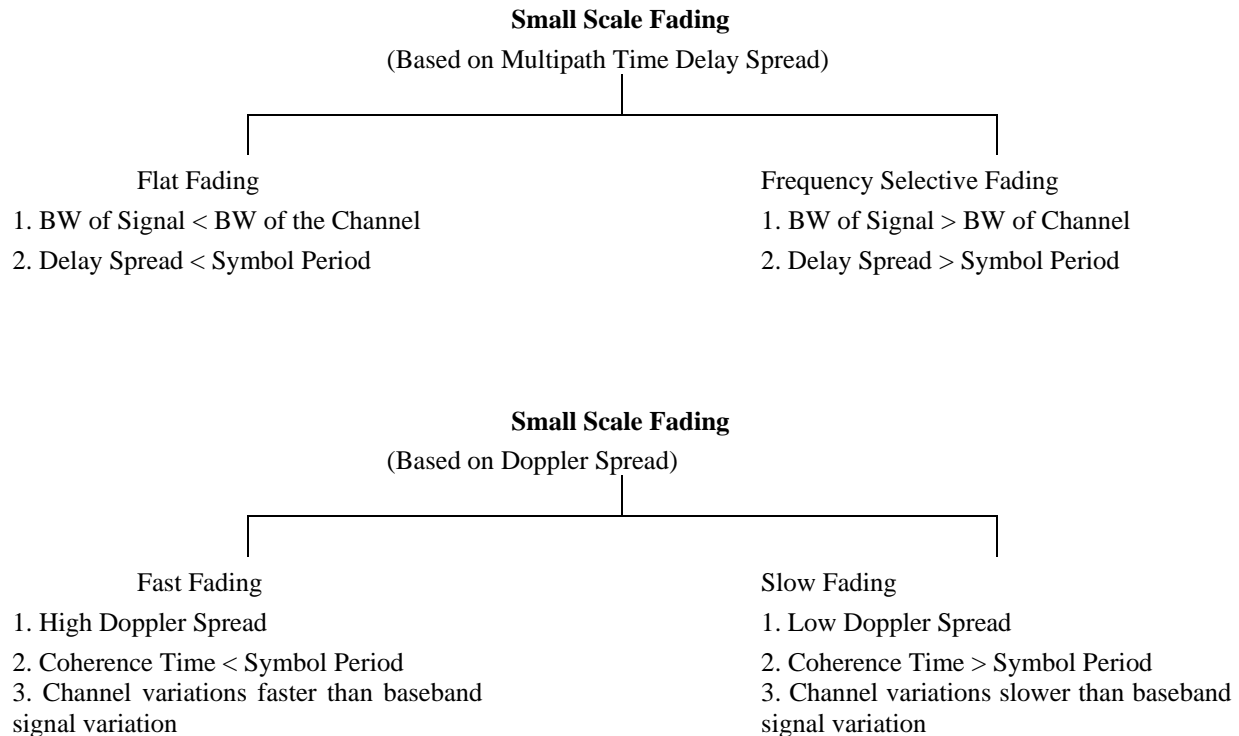 Small Scale Fading
(Based on Multipath Time Delay Spread)
Flat Fading
1. BW of Signal < BW of the Channel
2. Delay Spread < Symbol Period
Frequency Selective Fading
1. BW of Signal > BW of Channel
2. Delay Spread > Symbol Period
Small Scale Fading
(Based on Doppler Spread)
Fast Fading
1. High Doppler Spread
2. Coherence Time < Symbol Period
3. Channel variations faster than baseband
signal variation
Slow Fading
1. Low Doppler Spread
2. Coherence Time > Symbol Period
3. Channel variations slower than baseband
signal variation